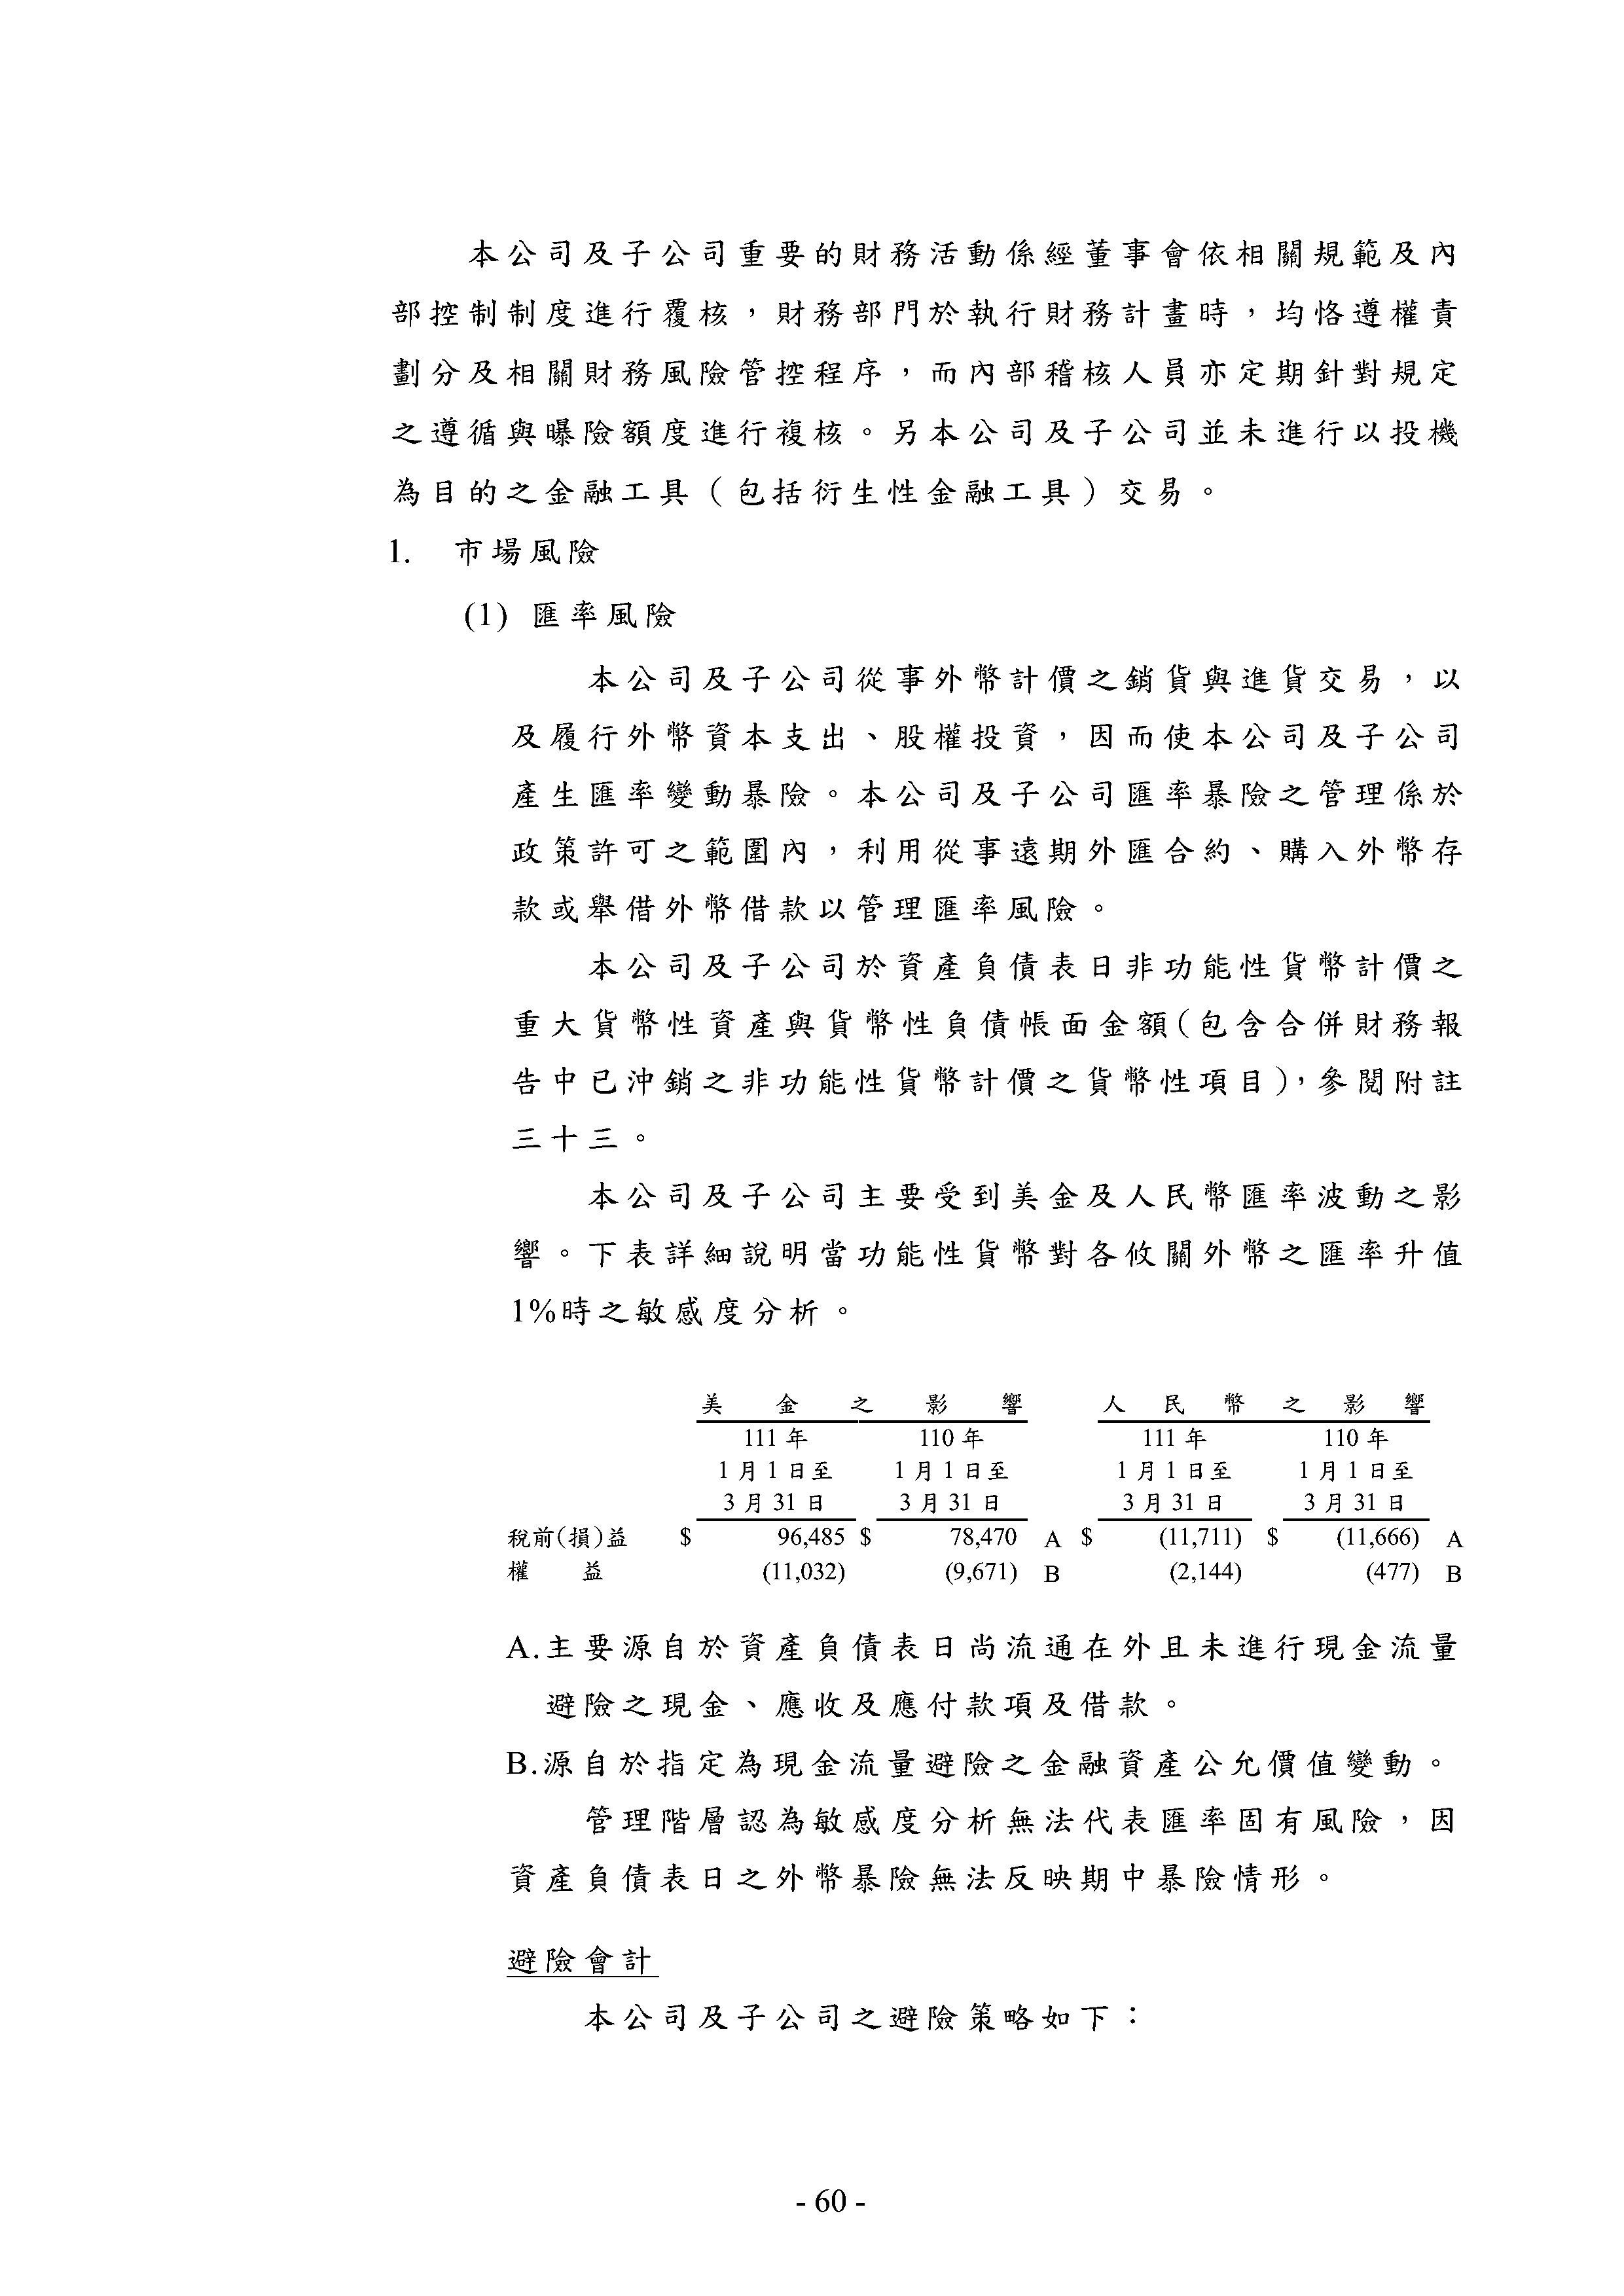 本公司及子公司重要的財務活動係經董事會依相關規範及內
部控制制度進行覆核，財務部門於執行財務計畫時，均恪遵權責
劃分及相關財務風險管控程序，而內部稽核人員亦定期針對規定
之遵循與曝險額度進行複核。另本公司及子公司並未進行以投機
為目的之金融工具（包括衍生性金融工具）交易。
1. 市場風險
(1) 匯率風險
本公司及子公司從事外幣計價之銷貨與進貨交易，以
及履行外幣資本支出、股權投資，因而使本公司及子公司
產生匯率變動暴險。本公司及子公司匯率暴險之管理係於
政策許可之範圍內，利用從事遠期外匯合約、購入外幣存
款或舉借外幣借款以管理匯率風險。
本公司及子公司於資產負債表日非功能性貨幣計價之
重大貨幣性資產與貨幣性負債帳面金額（包含合併財務報
告中已沖銷之非功能性貨幣計價之貨幣性項目），參閱附註
三十三。
本公司及子公司主要受到美金及人民幣匯率波動之影
響。下表詳細說明當功能性貨幣對各攸關外幣之匯率升值
1%時之敏感度分析。
美金之影響 人民幣之影響
111 年 110 年 111 年 110 年
1 月 1 日至 1 月 1 日至 1 月 1 日至 1 月 1 日至
3 月 31 日 3 月 31 日 3 月 31 日 3 月 31 日
稅前(損)益 $ 96,485 $ 78,470 A $ (11,711) $ (11,666) A
權益 (11,032) (9,671) B (2,144) (477) B
A.主要源自於資產負債表日尚流通在外且未進行現金流量
避險之現金、應收及應付款項及借款。
B.源自於指定為現金流量避險之金融資產公允價值變動。
管理階層認為敏感度分析無法代表匯率固有風險，因
資產負債表日之外幣暴險無法反映期中暴險情形。
避險會計
本公司及子公司之避險策略如下：
- 60 -